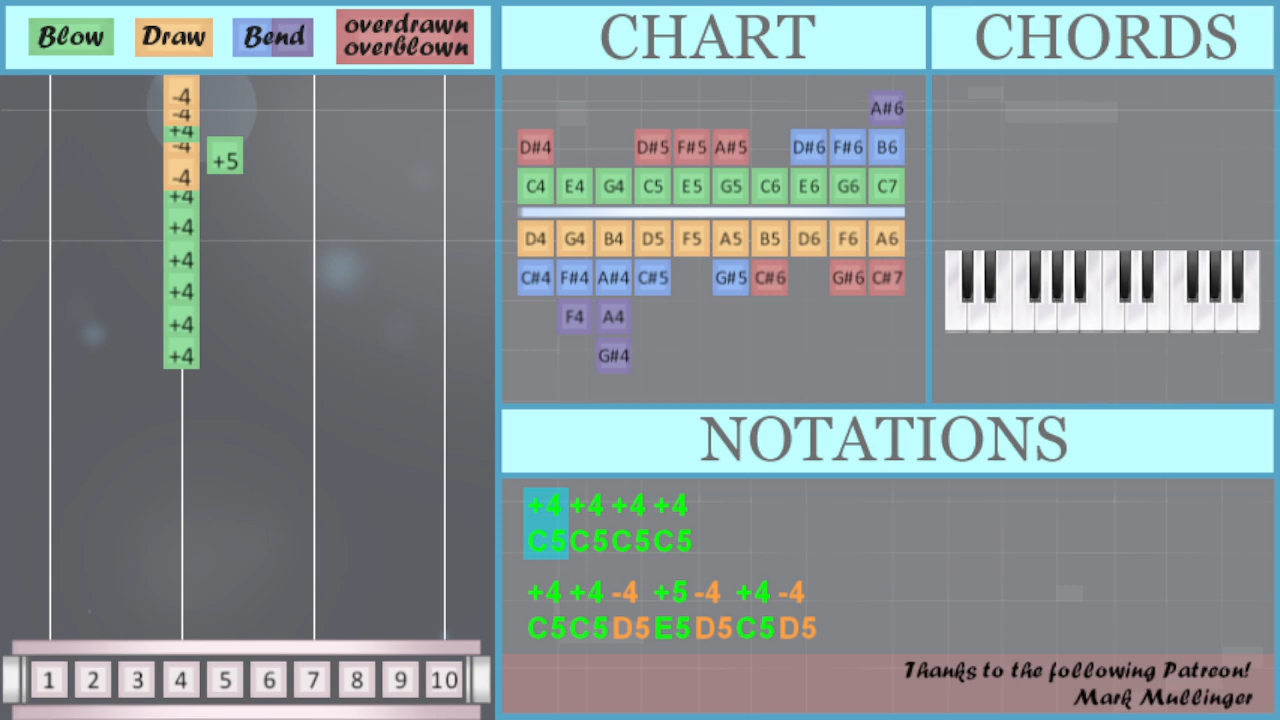 Blow Draw Bend overdrawn
overblown
CHART
CHORDS
-4
-4
+4
-4
+5
-4
+4
+4
+4
+4
+4
+4
A#6
D#4 D#5 F#5 A#5 D#6 F#6 B6
C4 E4 G4 C5 E5 G5 C6 E6 G6 C7
D4 G4 B4 D5 F5 A5 B5 D6 F6 A6
C#4 F#4 A#4 C#5 G#5 C#6 G#6 C#7
F4 A4
G#4
NOTATIONS
+4 +4 +4 +4
C5 C5 C5 C5
+4 +4 -4 +5 -4 +4 -4
C5 C5 D5 E5 D5 C5 D5
Thanks to the following Patreon!
Mark Mullinger
1 2 3 4 5 6 7 8 9 10